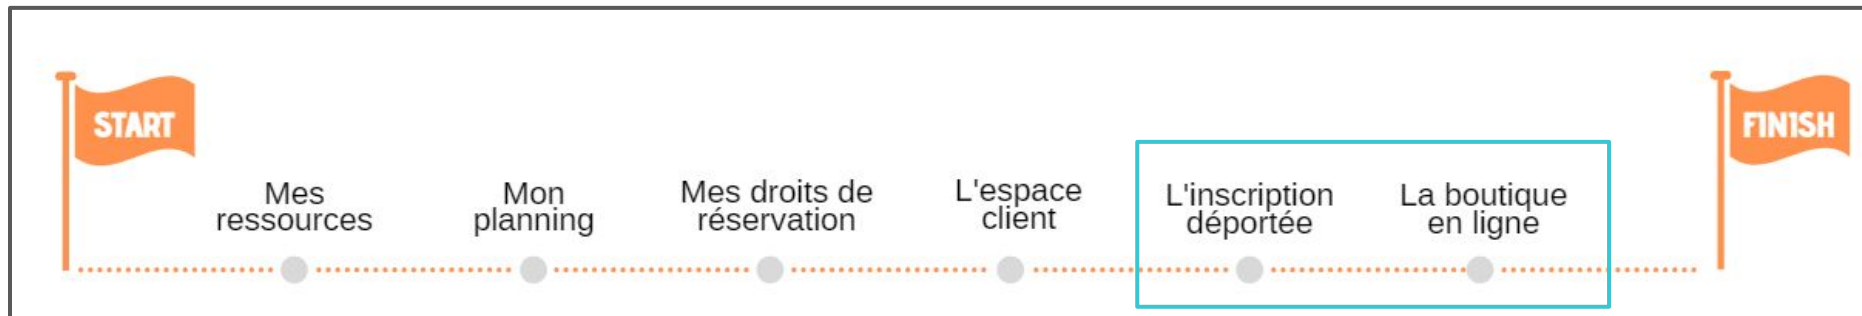 START
Mes
ressources
Mon
planning
Mes droits de
réservation
L'espace
client
L'inscription
déportée
La boutique
en ligne
FINISH